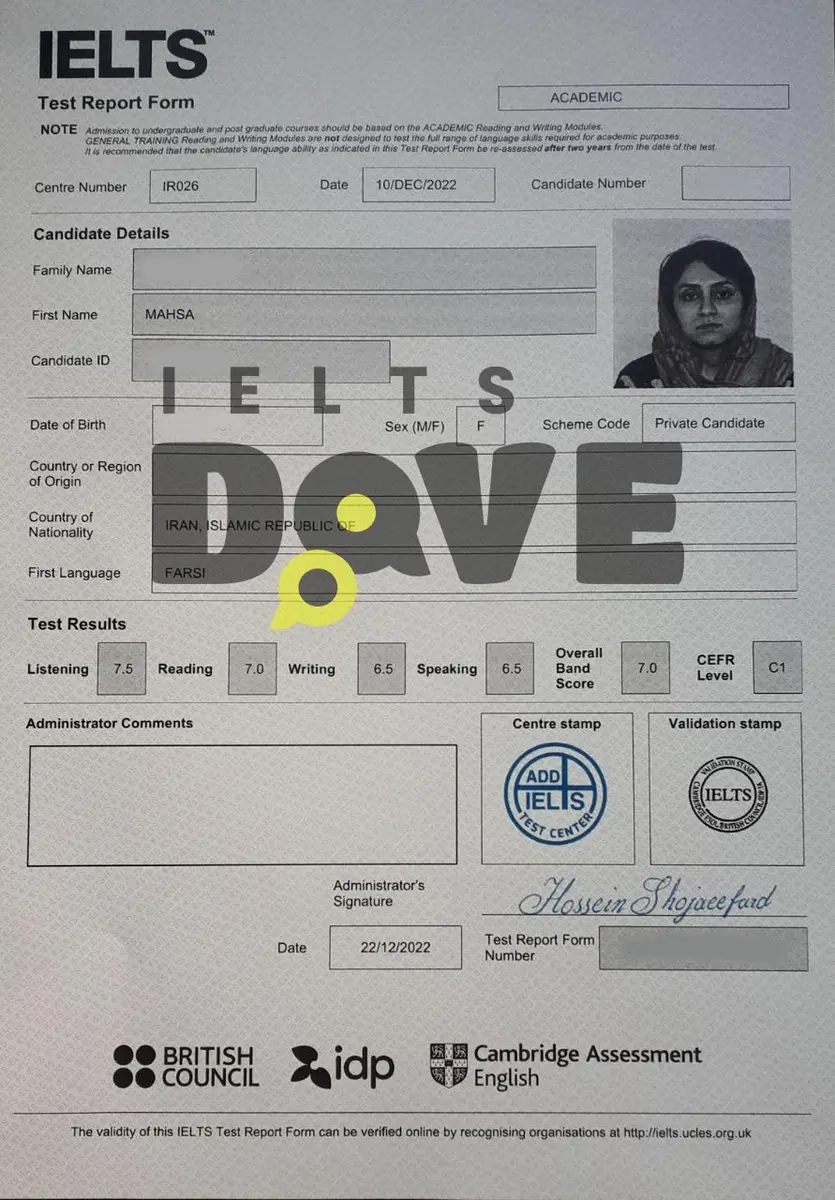 IELTS™
Test Report Form
ACADEMIC
NOTE Admission to undergraduate and post graduate courses should be based on the ACADEMIC Reading and Writing Modules.
GENERAL TRAINING Reading and Writing Modules are not designed to test the full range of language skills required for academic purposes.
It is recommended that the candidate's language ability as indicated in this Test Report Form be re-assessed after two years from the date of the test.
Centre Number IR026 Date 10/DEC/2022 Candidate Number
Candidate Details
Family Name
First Name MAHSA
Candidate ID
IELTS
Date of Birth Sex (M/F) F Scheme Code Private Candidate
DAVE
Country or Region
of Origin
Country of
Nationality
IRAN, ISLAMIC REPUBLIC OF
First Language FARSI
Test Results
Listening 7.5 Reading 7.0 Writing 6.5 Speaking 6.5 Overall Band Score 7.0 CEFR Level C1
Administrator Comments
Centre stamp
Validation stamp
ADD
IELTS
TEST CENTER
VALIDATION STAMP
IELTS
Administrator's
Signature
Hossein Shojaeefard
Date 22/12/2022
Test Report Form
Number
BRITISH
COUNCIL
idp
Cambridge Assessment
English
The validity of this IELTS Test Report Form can be verified online by recognising organisations at http://ielts.ucles.org.uk